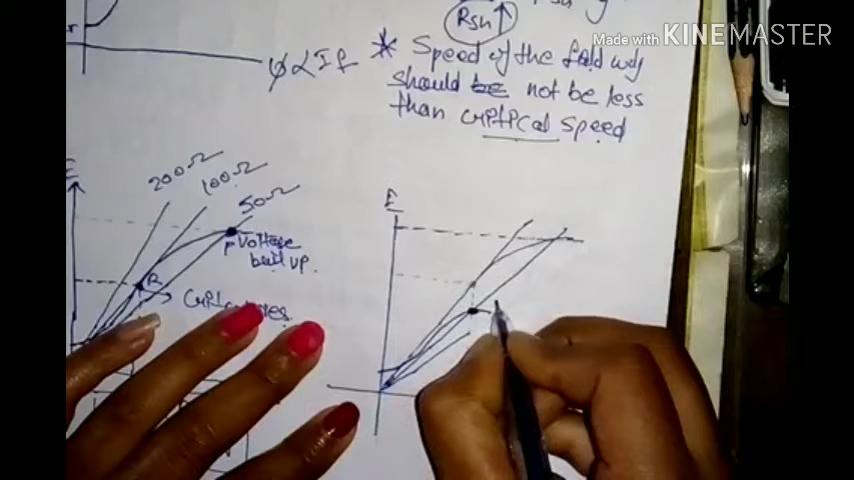 Made with KINEMASTER
Rsh
Φ ∝ If
* Speed of the field wdg
should be not be less
than critical speed
E
200Ω
100Ω
50Ω
P Voltage
built up.
R
E